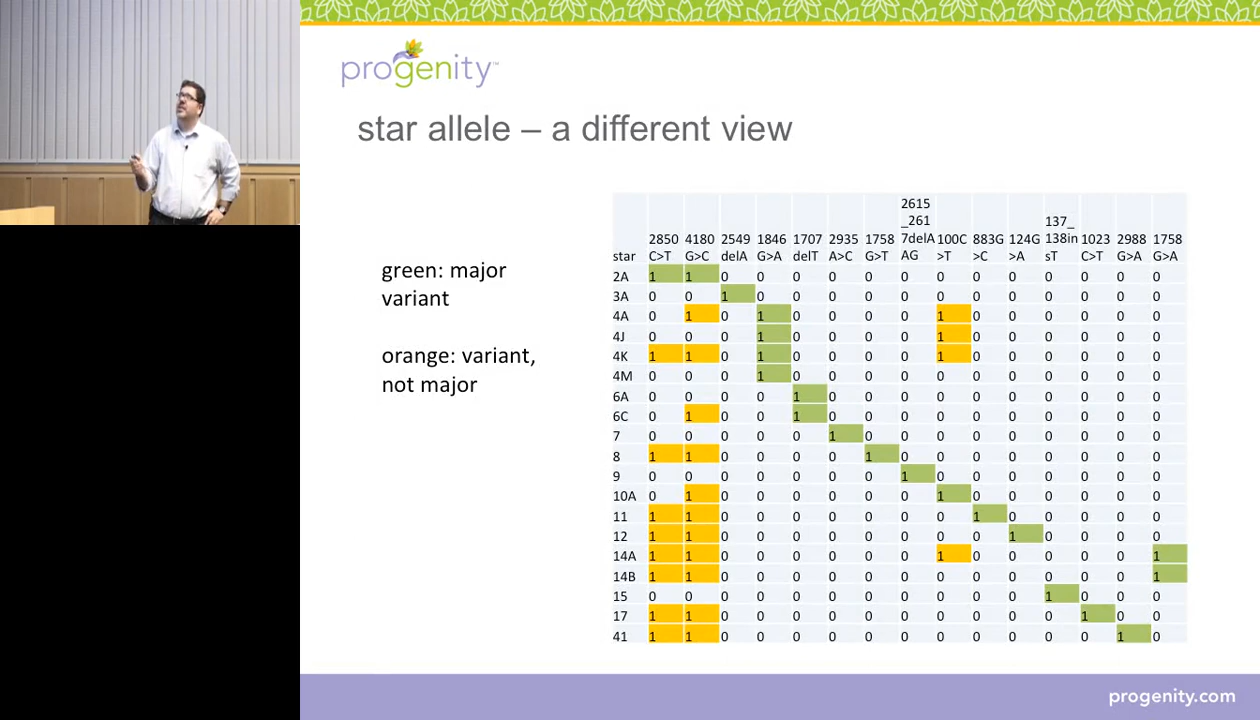 progenity™
star allele – a different view
green: major
variant
orange: variant,
not major
star 2850 C>T 4180 G>C 2549 delA 1846 G>A 1707 delT 2935 A>C 1758 G>T 2615_2617delAAG 100C>T 883G>C 124G>A 137_138insT 1023 C>T 2988 G>A 1758 G>A
2A 1 1 0 0 0 0 0 0 0 0 0 0 0 0 0
3A 0 0 1 0 0 0 0 0 0 0 0 0 0 0 0
4A 0 1 0 1 0 0 0 0 1 0 0 0 0 0 0
4J 0 0 0 1 0 0 0 0 1 0 0 0 0 0 0
4K 1 1 0 1 0 0 0 0 1 0 0 0 0 0 0
4M 0 0 0 1 0 0 0 0 0 0 0 0 0 0 0
6A 0 0 0 0 1 0 0 0 0 0 0 0 0 0 0
6C 0 1 0 0 1 0 0 0 0 0 0 0 0 0 0
7 0 0 0 0 0 1 0 0 0 0 0 0 0 0 0
8 1 1 0 0 0 0 1 0 0 0 0 0 0 0 0
9 0 0 0 0 0 0 0 1 0 0 0 0 0 0 0
10A 0 1 0 0 0 0 0 0 1 0 0 0 0 0 0
11 1 1 0 0 0 0 0 0 0 1 0 0 0 0 0
12 1 1 0 0 0 0 0 0 0 0 1 0 0 0 0
14A 1 1 0 0 0 0 0 0 1 0 0 0 0 0 1
14B 1 1 0 0 0 0 0 0 0 0 0 0 0 0 1
15 0 0 0 0 0 0 0 0 0 0 0 1 0 0 0
17 1 1 0 0 0 0 0 0 0 0 0 0 1 0 0
41 1 1 0 0 0 0 0 0 0 0 0 0 0 1 0
progenity.com